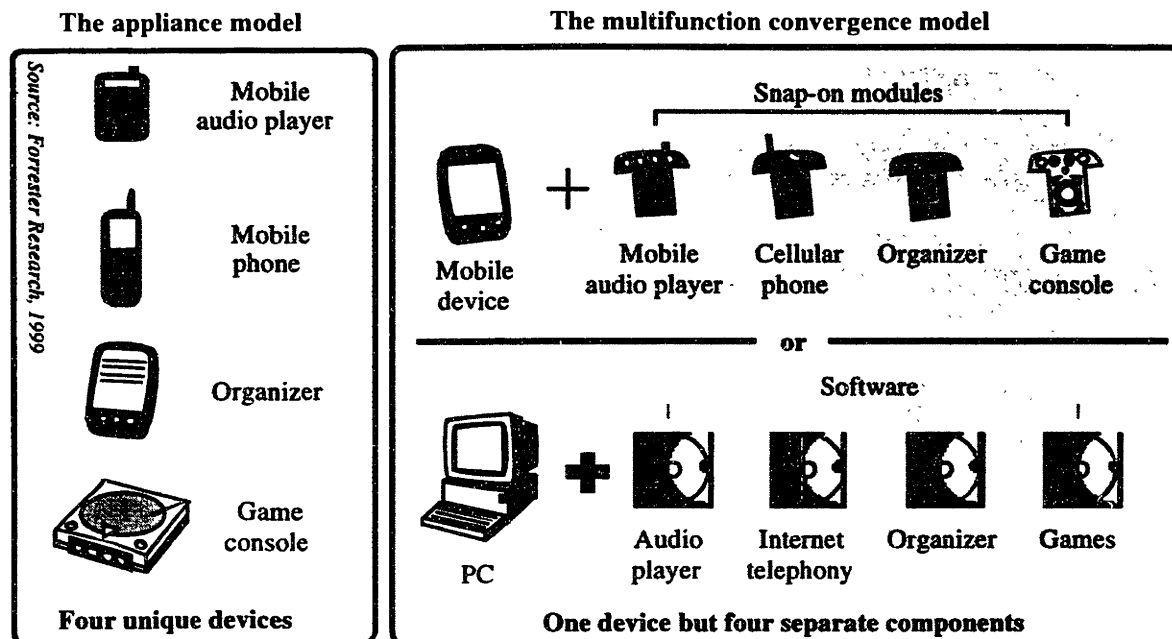 The appliance model
Source: Forrester Research, 1999
Mobile
audio player
Mobile
phone
Organizer
Game
console
Four unique devices
The multifunction convergence model
Snap-on modules
Mobile
device
Mobile
audio player
Cellular
phone
Organizer
Game
console
or
Software
PC
Audio
player
Internet
telephony
Organizer
Games
One device but four separate components